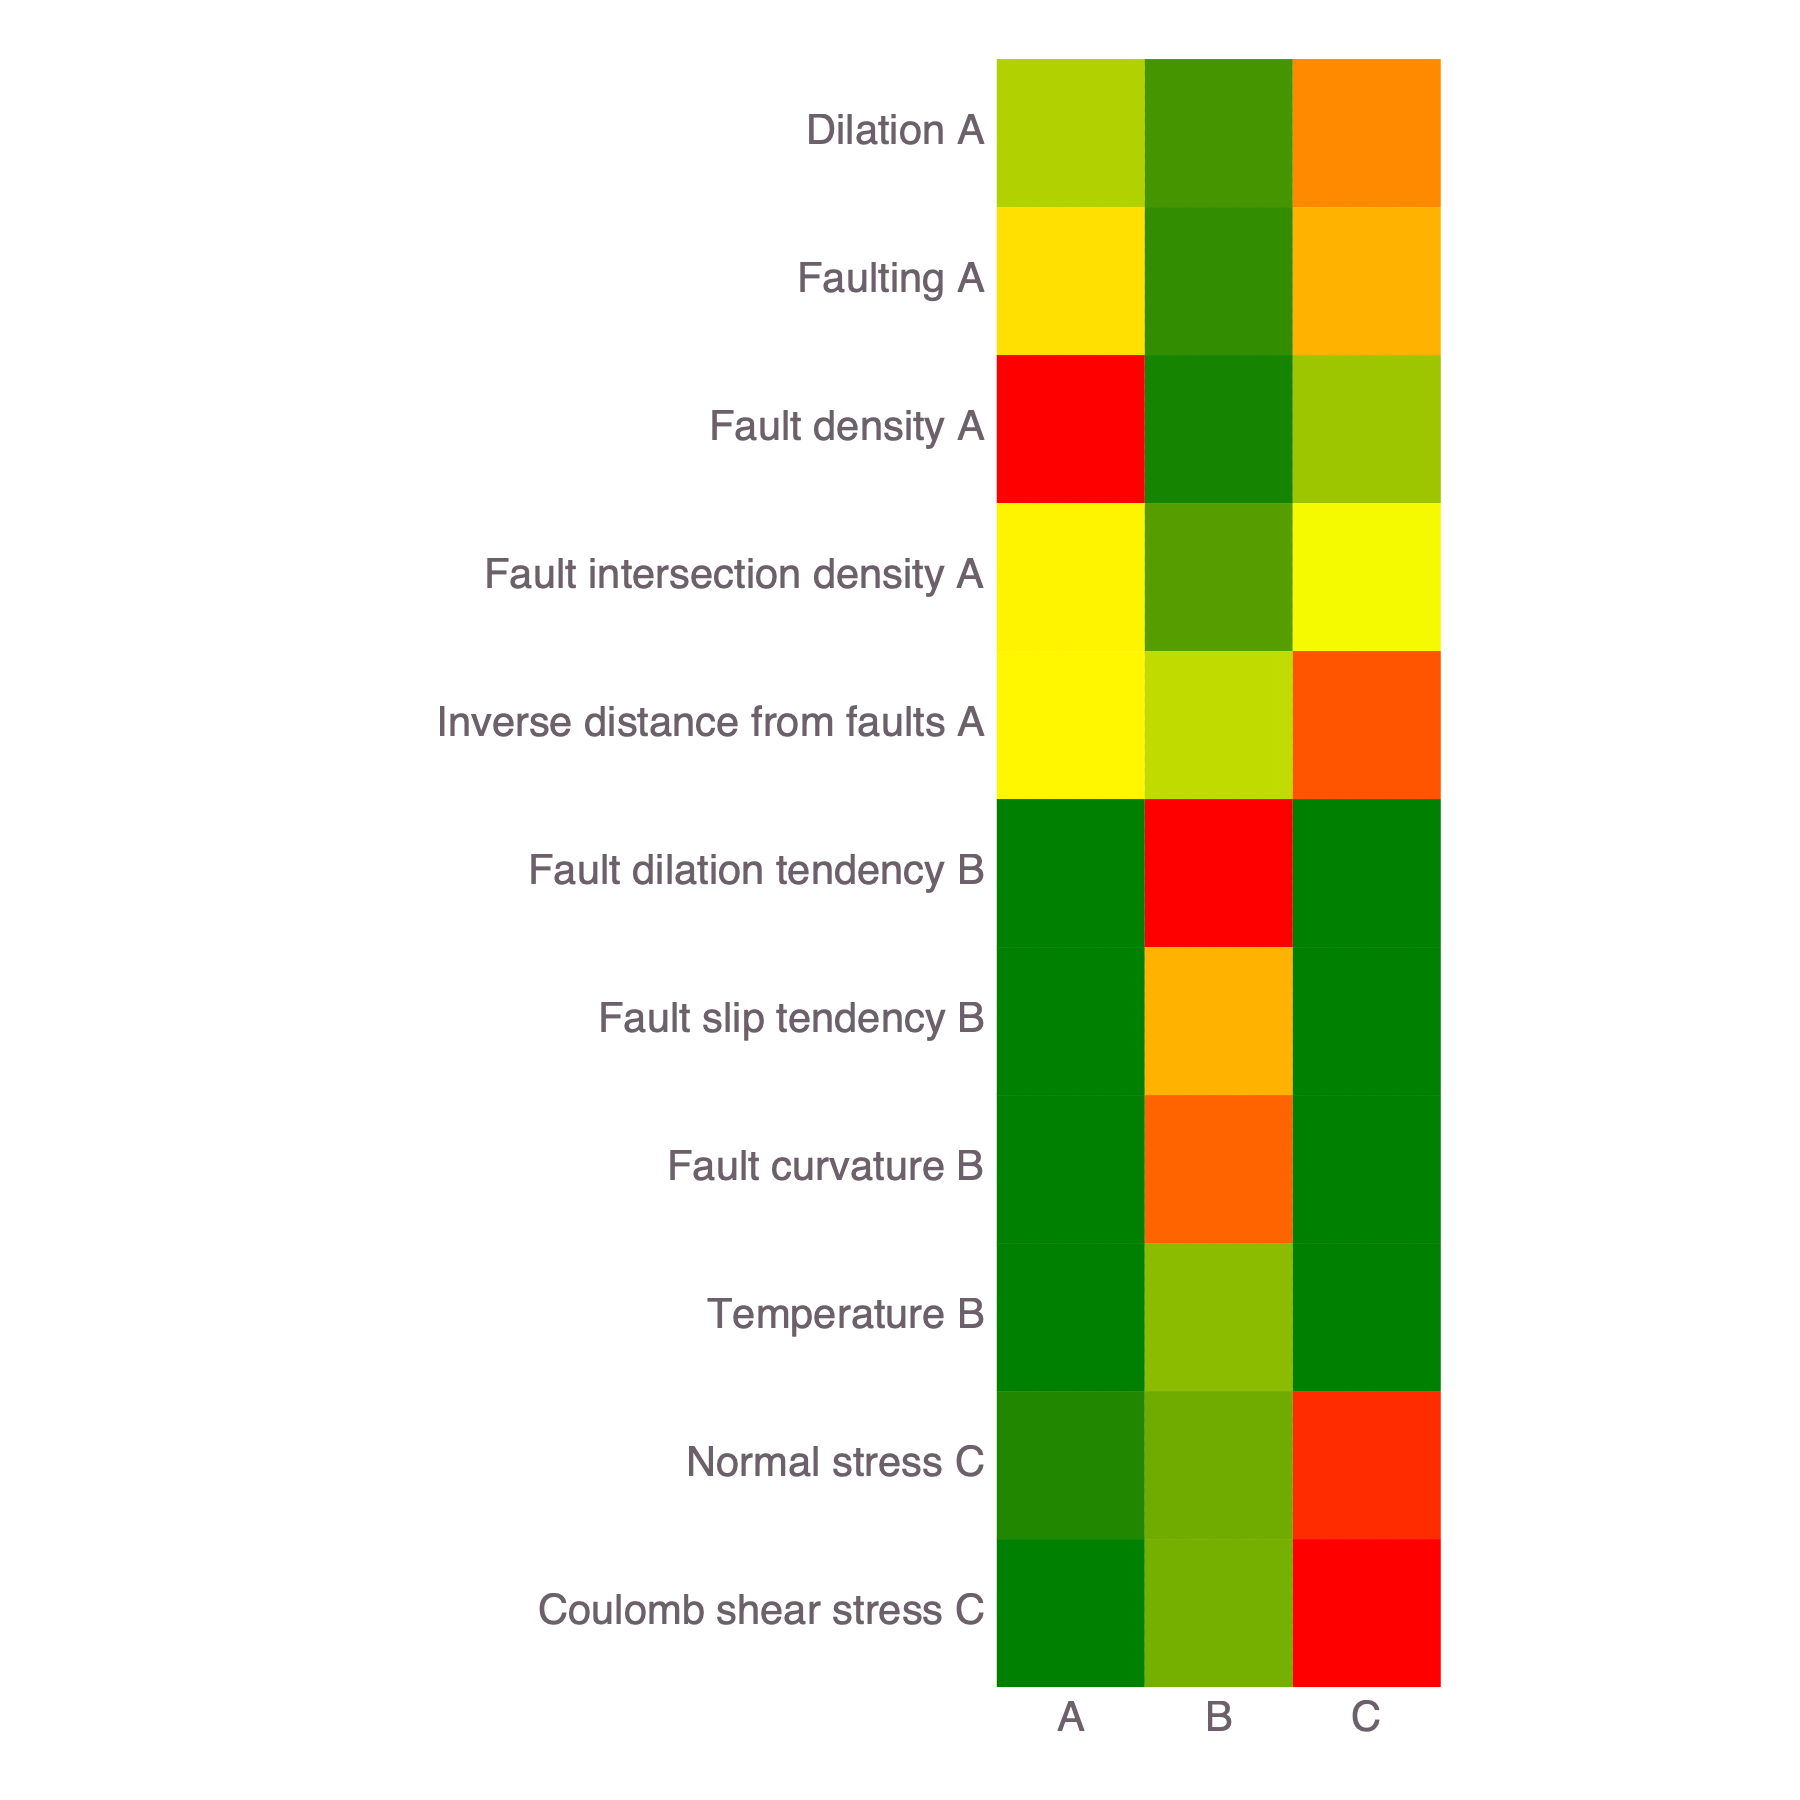 Dilation A
Faulting A
Fault density A
Fault intersection density A
Inverse distance from faults A
Fault dilation tendency B
Fault slip tendency B
Fault curvature B
Temperature B
Normal stress C
Coulomb shear stress C
A B C